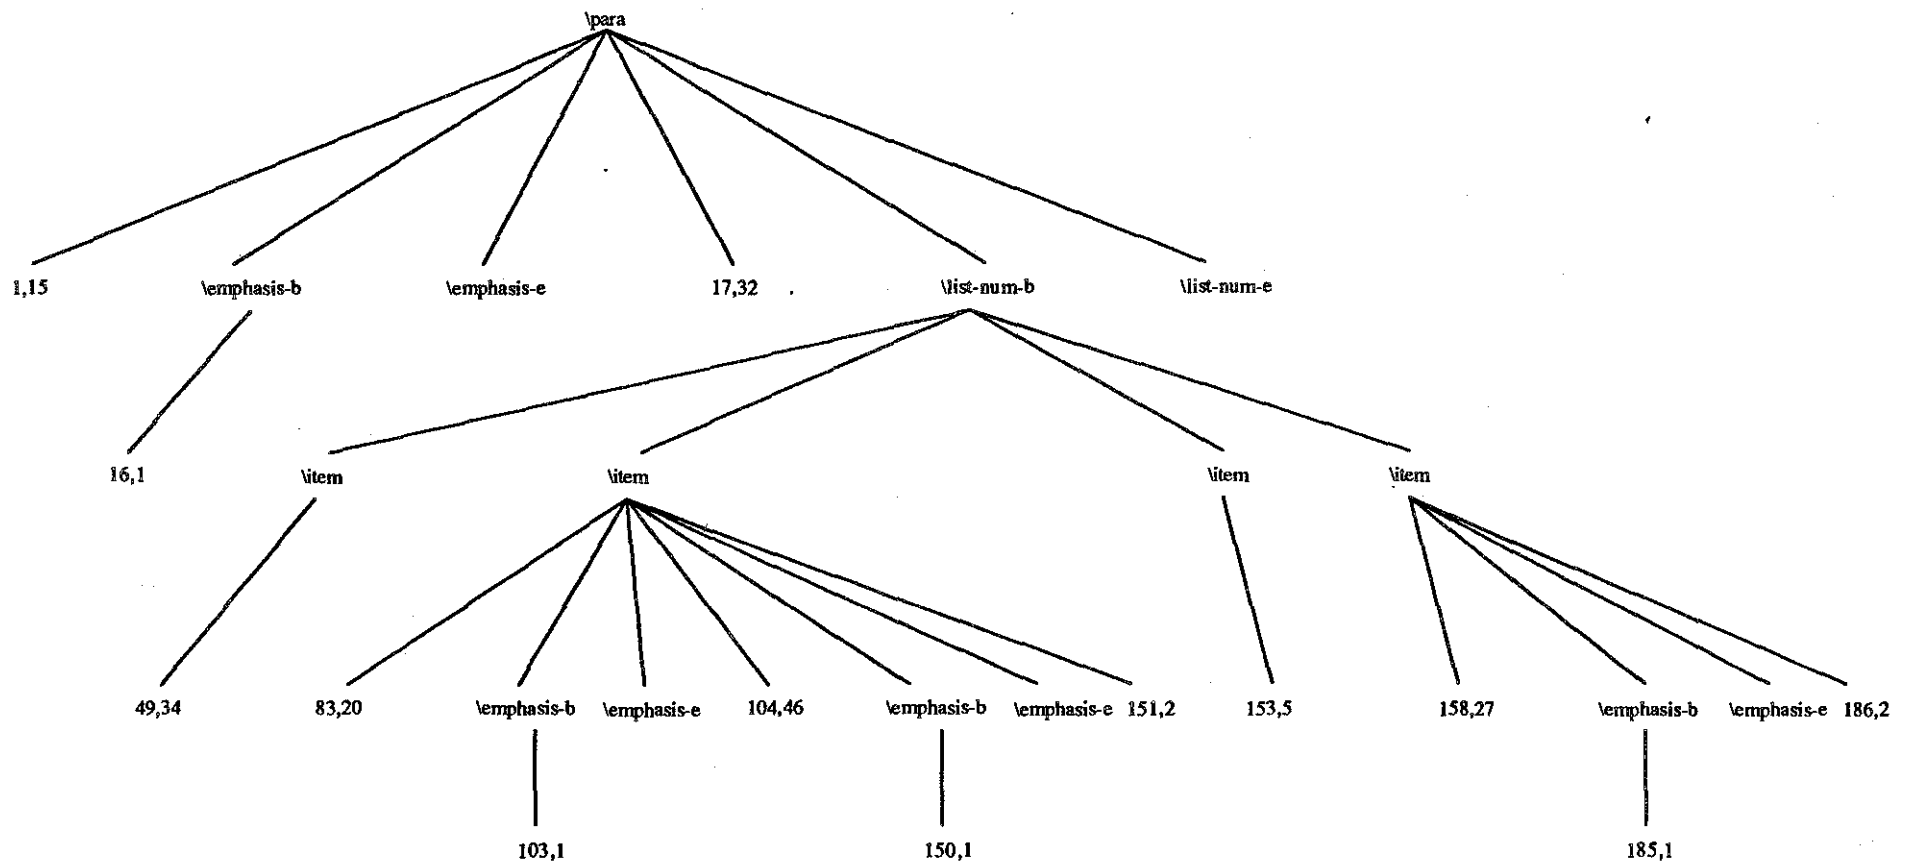 \para
1,15 \emphasis-b \emphasis-e 17,32 \list-num-b \list-num-e
16,1 \item \item \item \item
49,34 83,20 \emphasis-b \emphasis-e 104,46 \emphasis-b \emphasis-e 151,2 153,5 158,27 \emphasis-b \emphasis-e 186,2
103,1 150,1 185,1